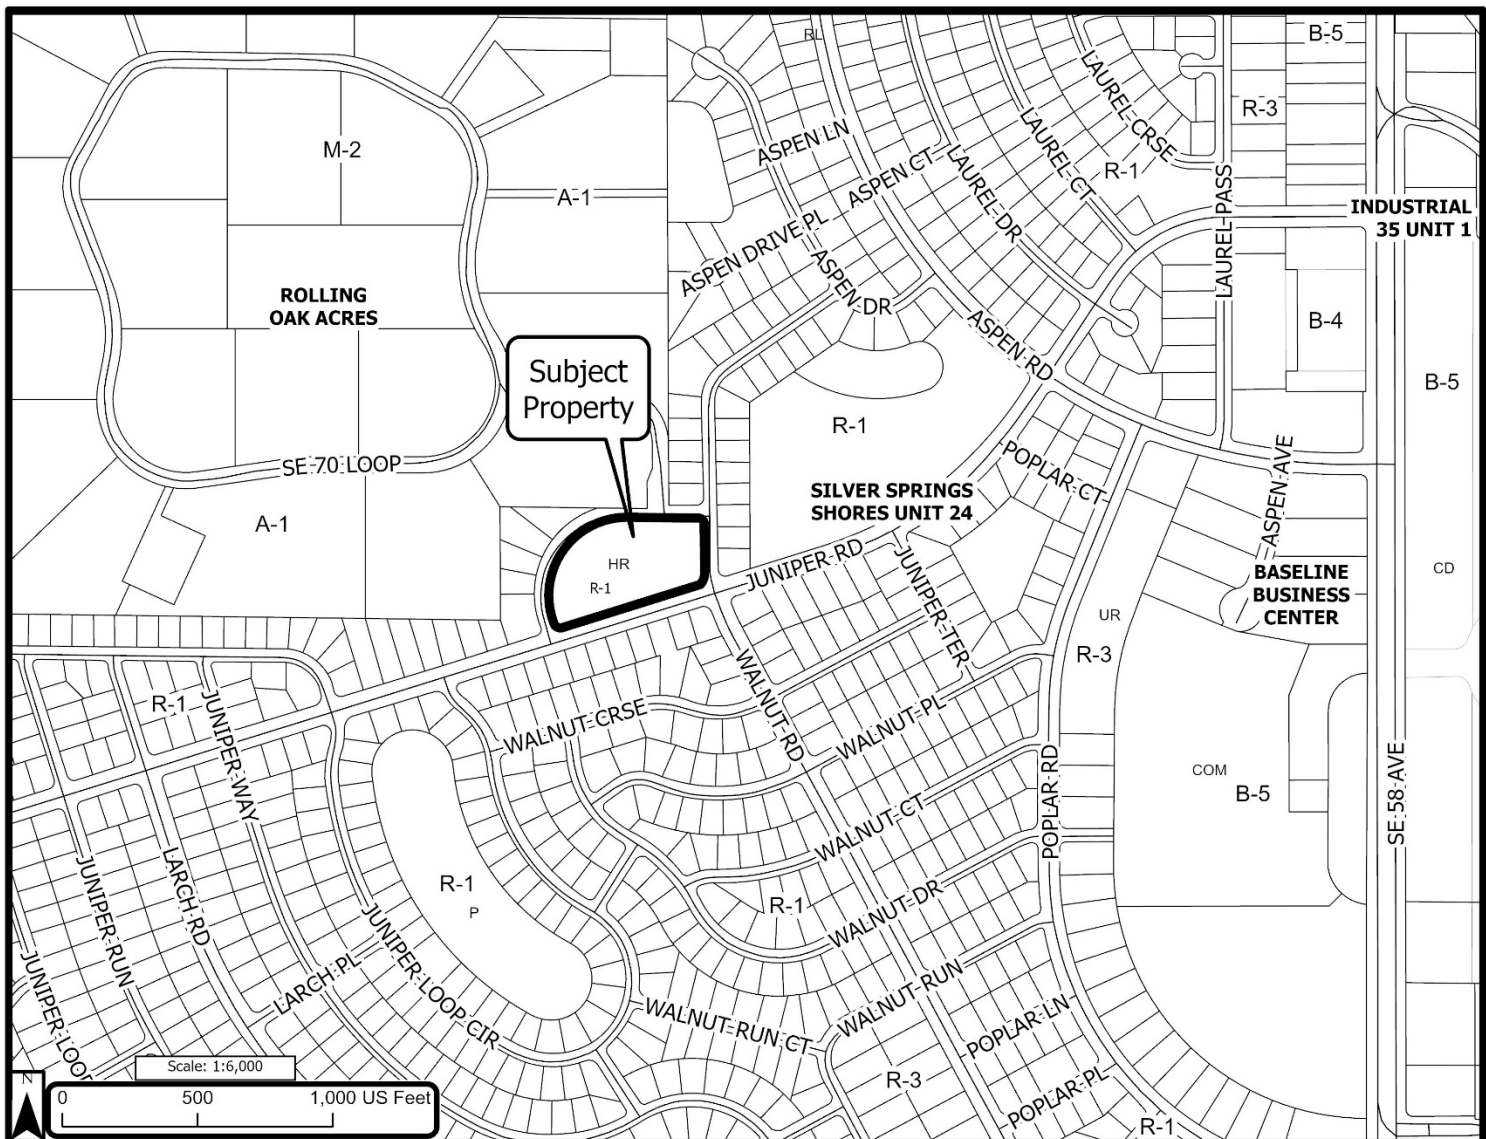 RL
B-5
LAUREL CRSE
R-3
M-2
ASPEN LN
LAUREL CT
ASPEN CT
LAUREL DR
R-1
A-1
LAUREL PASS
INDUSTRIAL
35 UNIT 1
ASPEN DRIVE PL
ASPEN DR
ROLLING
OAK ACRES
B-4
ASPEN RD
Subject
Property
B-5
R-1
SE 70 LOOP
POPLAR CT
ASPEN AVE
SILVER SPRINGS
SHORES UNIT 24
A-1
HR
R-1
JUNIPER RD
JUNIPER TER
BASELINE
BUSINESS
CENTER
CD
UR
R-3
R-1
JUNIPER WAY
WALNUT CRSE
WALNUT RD
WALNUT PL
COM
B-5
SE 58 AVE
POPLAR RD
WALNUT CT
R-1
P
R-1
WALNUT DR
JUNIPER RUN
LARCH RD
JUNIPER LOOP CIR
LARCH PL
JUNIPER LOOP
WALNUT RUN
WALNUT RUN CT
POPLAR LN
R-3
POPLAR PL
R-1
Scale: 1:6,000
N
0 500 1,000 US Feet